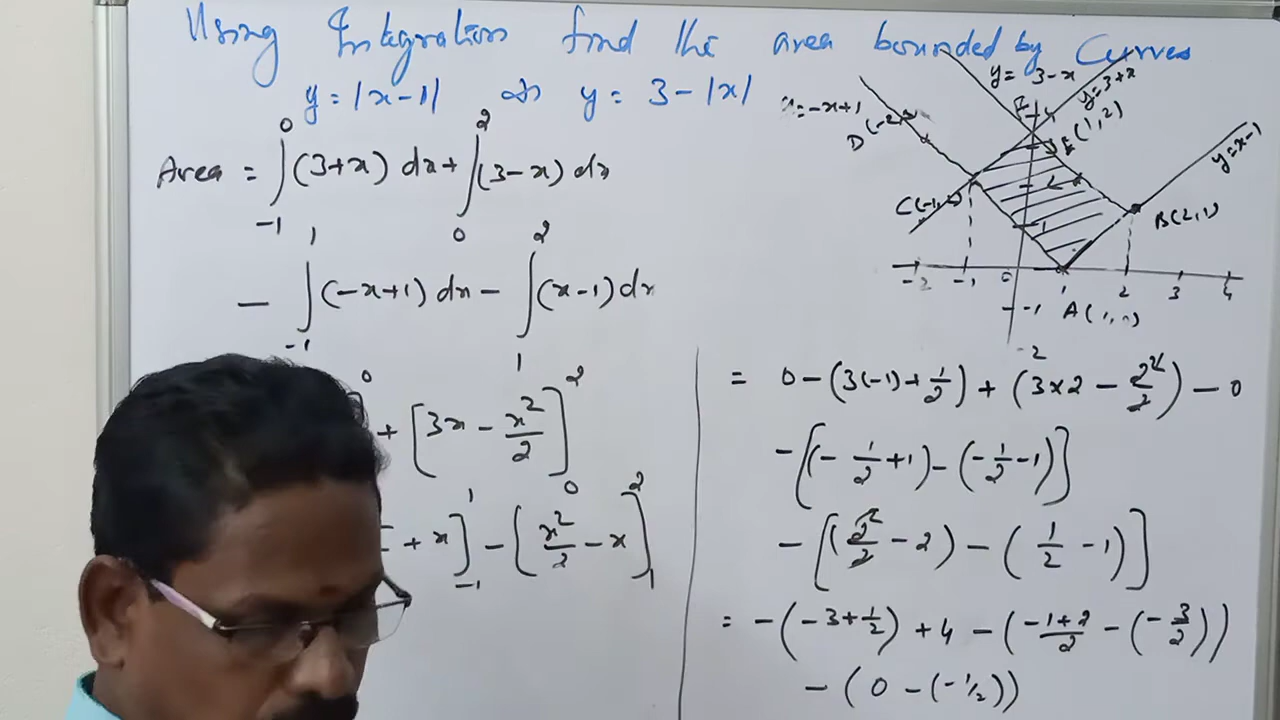 Using Integration find the area bounded by Curves
y = |x-1| & y = 3-|x|
Area = ∫_{-1}^{0} (3+x) dx + ∫_{0}^{2} (3-x) dx
- ∫_{-1}^{1} (-x+1) dx - ∫_{1}^{2} (x-1) dx
+ [3x - x²/2]_{0}^{2}
+ x]_{-1}^{1} - (x²/2 - x]_{1}^{2}
y = 3-x
y=3+x
=-x+1
E(1,2)
D
y=x-1
B(2,1)
-2 -1 0 1 2 3 4
-1
A(1,
-2
= 0 - (3(-1) + 1/2) + (3×2 - 2²/2) - 0
- [(-1/2 + 1) - (-1/2 - 1)]
- [(2²/2 - 2) - (1/2 - 1)]
= -(-3 + 1/2) + 4 - ((-1+2)/2 - (-3/2))
- (0 - (-1/2))